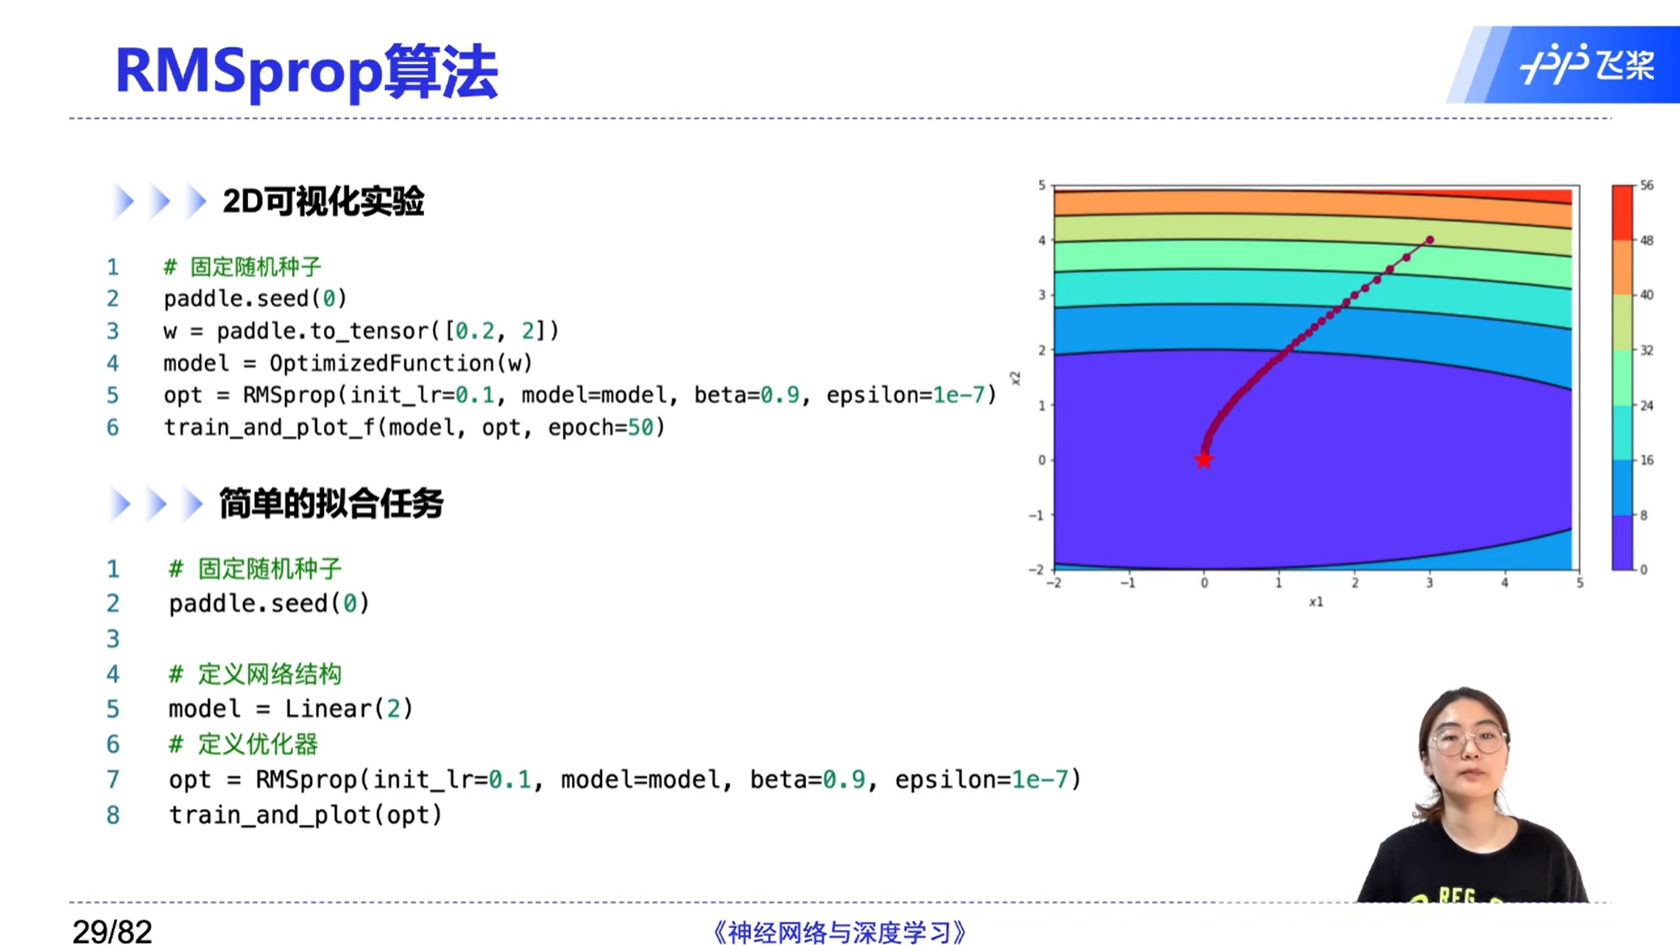 RMSprop算法
飞桨
2D可视化实验
1 # 固定随机种子
2 paddle.seed(0)
3 w = paddle.to_tensor([0.2, 2])
4 model = OptimizedFunction(w)
5 opt = RMSprop(init_lr=0.1, model=model, beta=0.9, epsilon=1e-7)
6 train_and_plot_f(model, opt, epoch=50)
简单的拟合任务
1 # 固定随机种子
2 paddle.seed(0)
3
4 # 定义网络结构
5 model = Linear(2)
6 # 定义优化器
7 opt = RMSprop(init_lr=0.1, model=model, beta=0.9, epsilon=1e-7)
8 train_and_plot(opt)
5
4
3
2
1
0
−1
−2
x2
−2 −1 0 1 2 3 4 5
x1
56
48
40
32
24
16
8
0
29/82
《神经网络与深度学习》